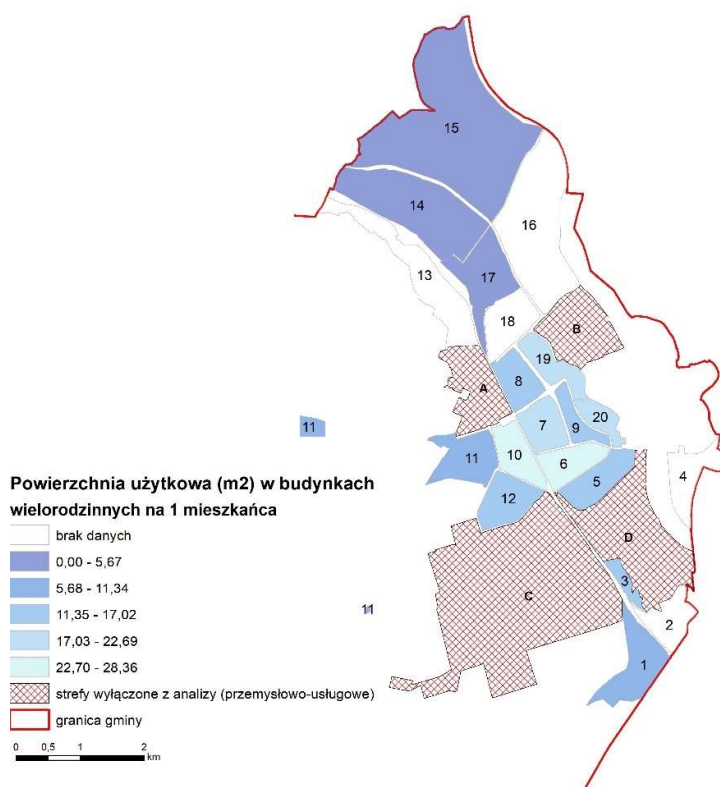 15
14
16
13
17
18
B
19
A
8
11
20
7
9
11
10
6
4
5
12
D
3
C
11
2
1
Powierzchnia użytkowa (m2) w budynkach
wielorodzinnych na 1 mieszkańca
brak danych
0,00 - 5,67
5,68 - 11,34
11,35 - 17,02
17,03 - 22,69
22,70 - 28,36
strefy wyłączone z analizy (przemysłowo-usługowe)
granica gminy
0 0,5 1 2
km